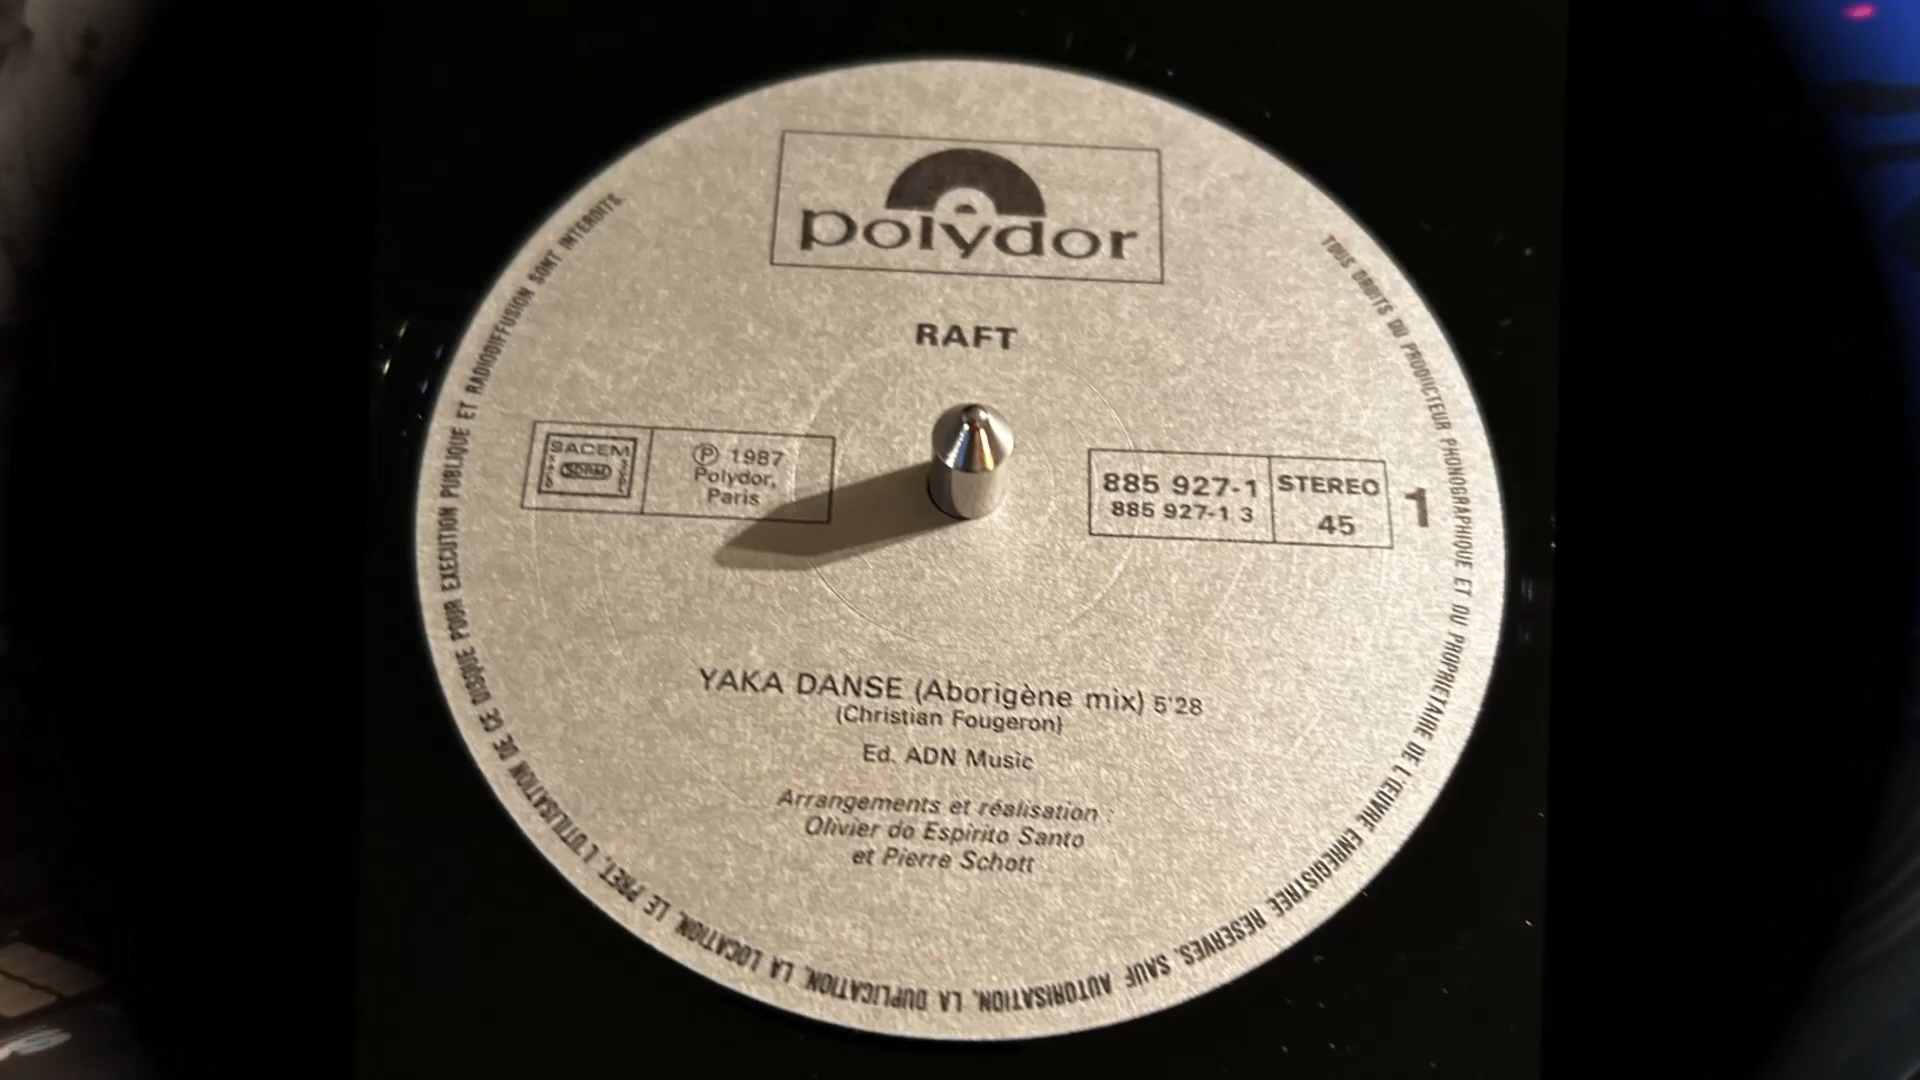 polydor
RAFT
SACEM
SDRM
SACD
SGDL
℗ 1987
Polydor,
Paris
885 927-1
885 927-1 3
STEREO
45
1
YAKA DANSE (Aborigène mix) 5'28
(Christian Fougeron)
Ed. ADN Music
Arrangements et réalisation :
Olivier do Espirito Santo
et Pierre Schott
TOUS DROITS DU PRODUCTEUR PHONOGRAPHIQUE ET DU PROPRIETAIRE DE L'ŒUVRE ENREGISTREE RESERVES. SAUF AUTORISATION, LA DUPLICATION, LA LOCATION, LE PRET, L'UTILISATION DE CE DISQUE POUR EXECUTION PUBLIQUE ET RADIODIFFUSION SONT INTERDITS.